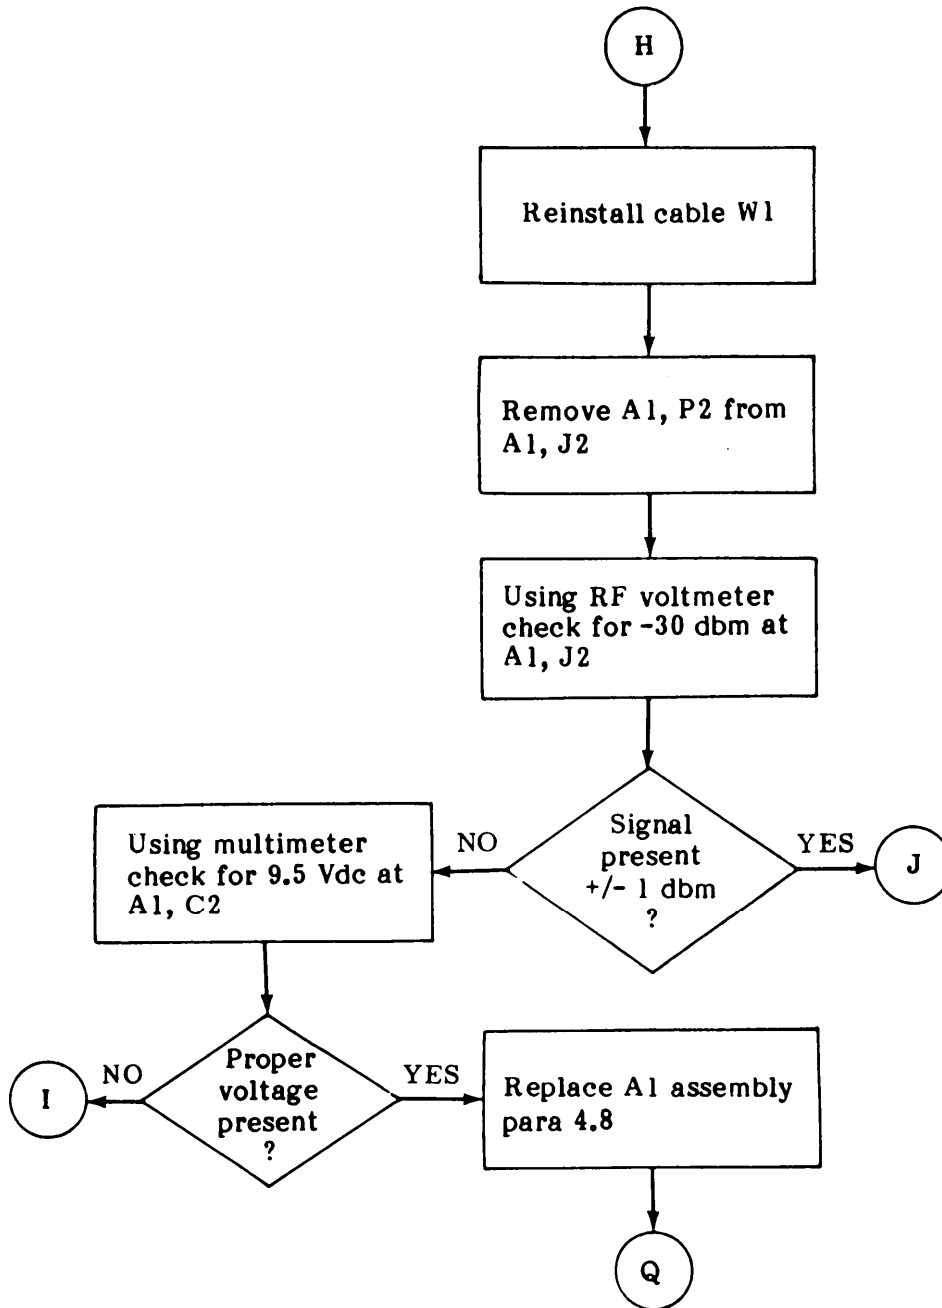 H
Reinstall cable W1
Remove A1, P2 from
A1, J2
Using RF voltmeter
check for -30 dbm at
A1, J2
Signal
present
+/- 1 dbm
?
NO
YES
J
Using multimeter
check for 9.5 Vdc at
A1, C2
Proper
voltage
present
?
NO
I
YES
Replace A1 assembly
para 4.8
Q